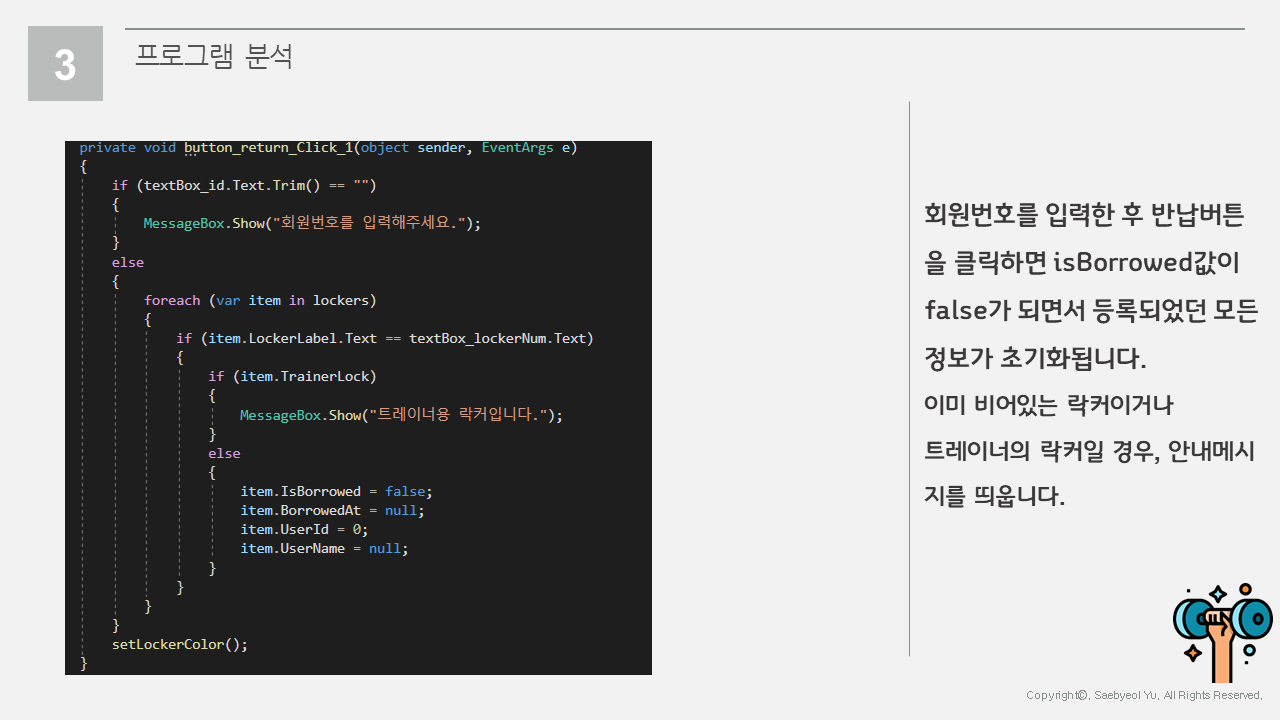 3
프로그램 분석
private void button_return_Click_1(object sender, EventArgs e)
{
if (textBox_id.Text.Trim() == "")
{
MessageBox.Show("회원번호를 입력해주세요.");
}
else
{
foreach (var item in lockers)
{
if (item.LockerLabel.Text == textBox_lockerNum.Text)
{
if (item.TrainerLock)
{
MessageBox.Show("트레이너용 락커입니다.");
}
else
{
item.IsBorrowed = false;
item.BorrowedAt = null;
item.UserId = 0;
item.UserName = null;
}
}
}
}
setLockerColor();
}
회원번호를 입력한 후 반납버튼
을 클릭하면 isBorrowed값이
false가 되면서 등록되었던 모든
정보가 초기화됩니다.
이미 비어있는 락커이거나
트레이너의 락커일 경우, 안내메시
지를 띄웁니다.
Copyright©. Saebyeol Yu. All Rights Reserved.